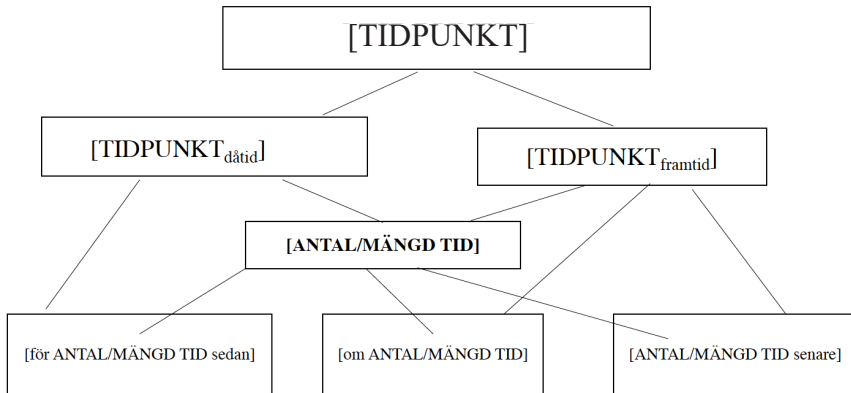 [TIDPUNKT]
[TIDPUNKTdåtid]
[TIDPUNKTframtid]
[ANTAL/MÄNGD TID]
[för ANTAL/MÄNGD TID sedan]
[om ANTAL/MÄNGD TID]
[ANTAL/MÄNGD TID senare]